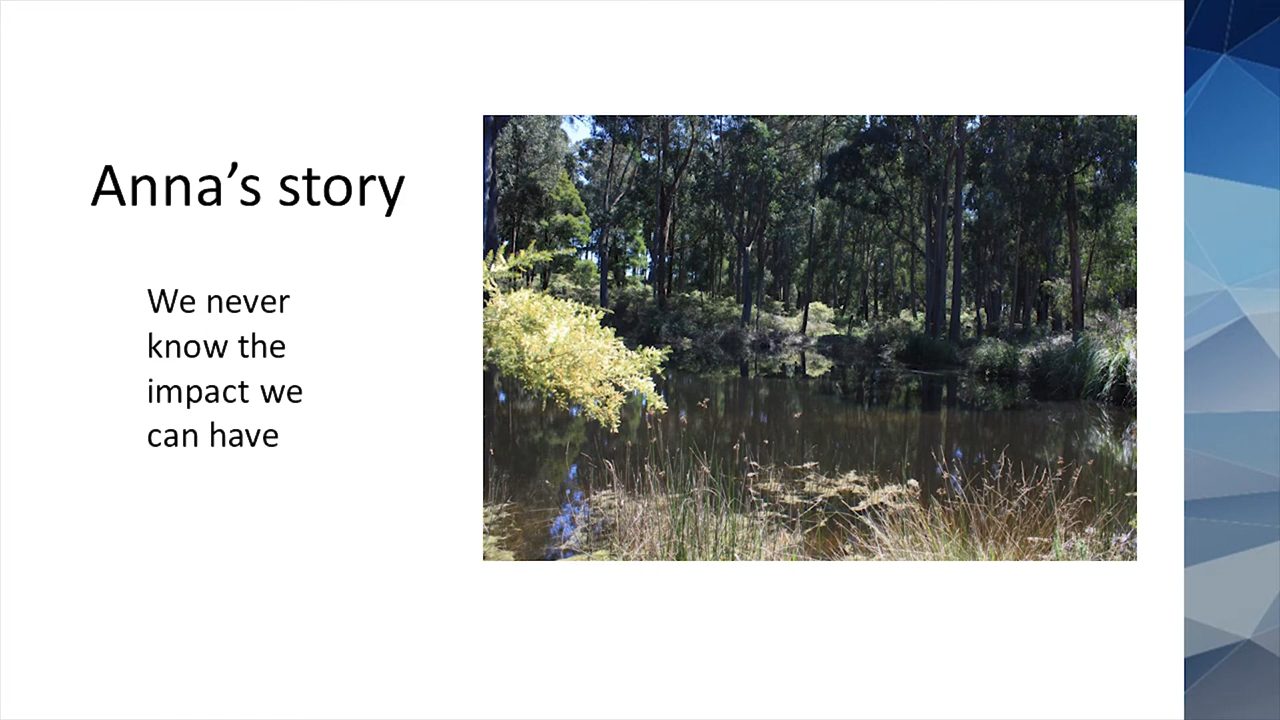 Anna’s story
We never
know the
impact we
can have